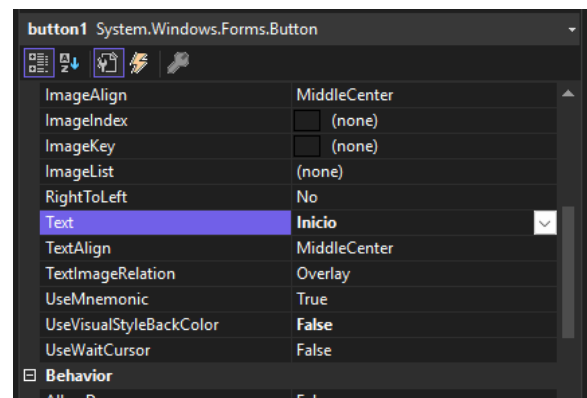 button1 System.Windows.Forms.Button
ImageAlign MiddleCenter
ImageIndex (none)
ImageKey (none)
ImageList (none)
RightToLeft No
Text Inicio
TextAlign MiddleCenter
TextImageRelation Overlay
UseMnemonic True
UseVisualStyleBackColor False
UseWaitCursor False
Behavior